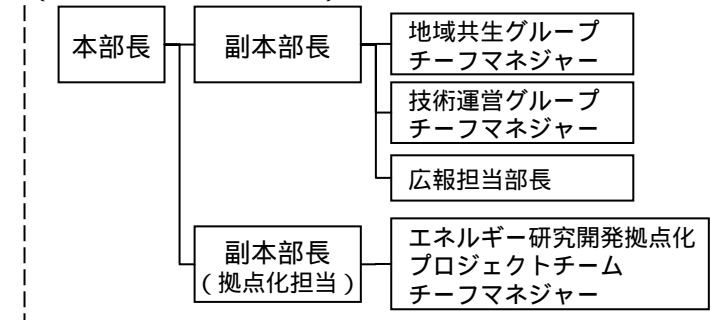 本部長
副本部長
地域共生グループ
チーフマネジャー
技術運営グループ
チーフマネジャー
広報担当部長
副本部長
(拠点化担当)
エネルギー研究開発拠点化
プロジェクトチーム
チーフマネジャー